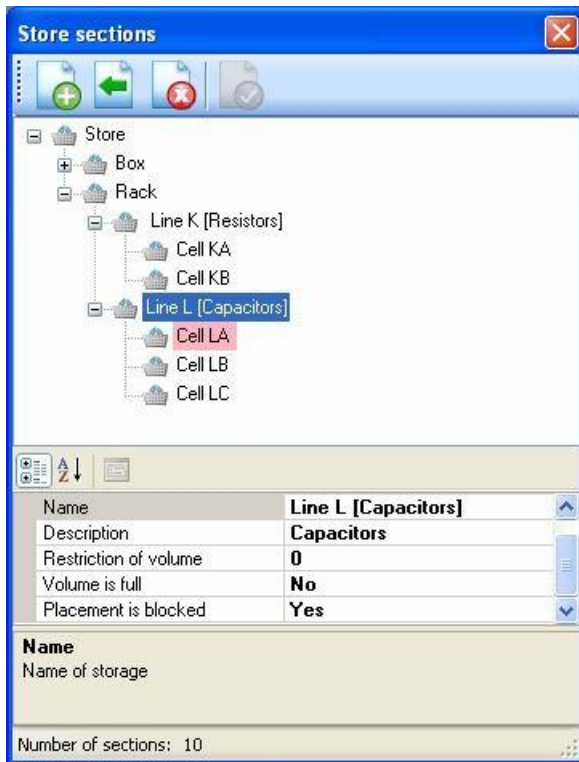 Store sections
Store
Box
Rack
Line K [Resistors]
Cell KA
Cell KB
Line L [Capacitors]
Cell LA
Cell LB
Cell LC
A
Z
Name Line L [Capacitors]
Description Capacitors
Restriction of volume 0
Volume is full No
Placement is blocked Yes
Name
Name of storage
Number of sections: 10